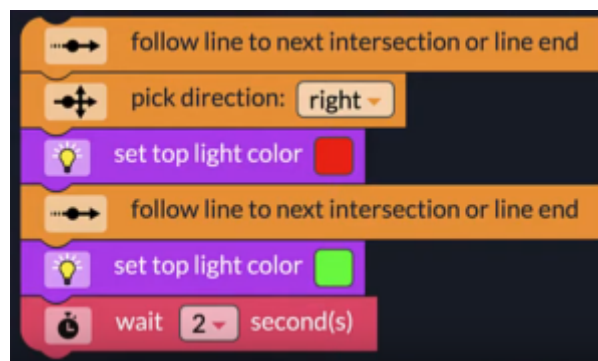 follow line to next intersection or line end
pick direction: right
set top light color
follow line to next intersection or line end
set top light color
wait 2 second(s)